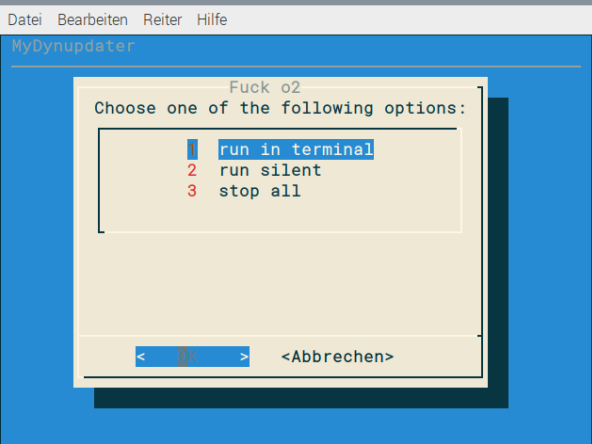 Datei Bearbeiten Reiter Hilfe
MyDynupdater
Fuck o2
Choose one of the following options:
1 run in terminal
2 run silent
3 stop all
< OK > <Abbrechen>